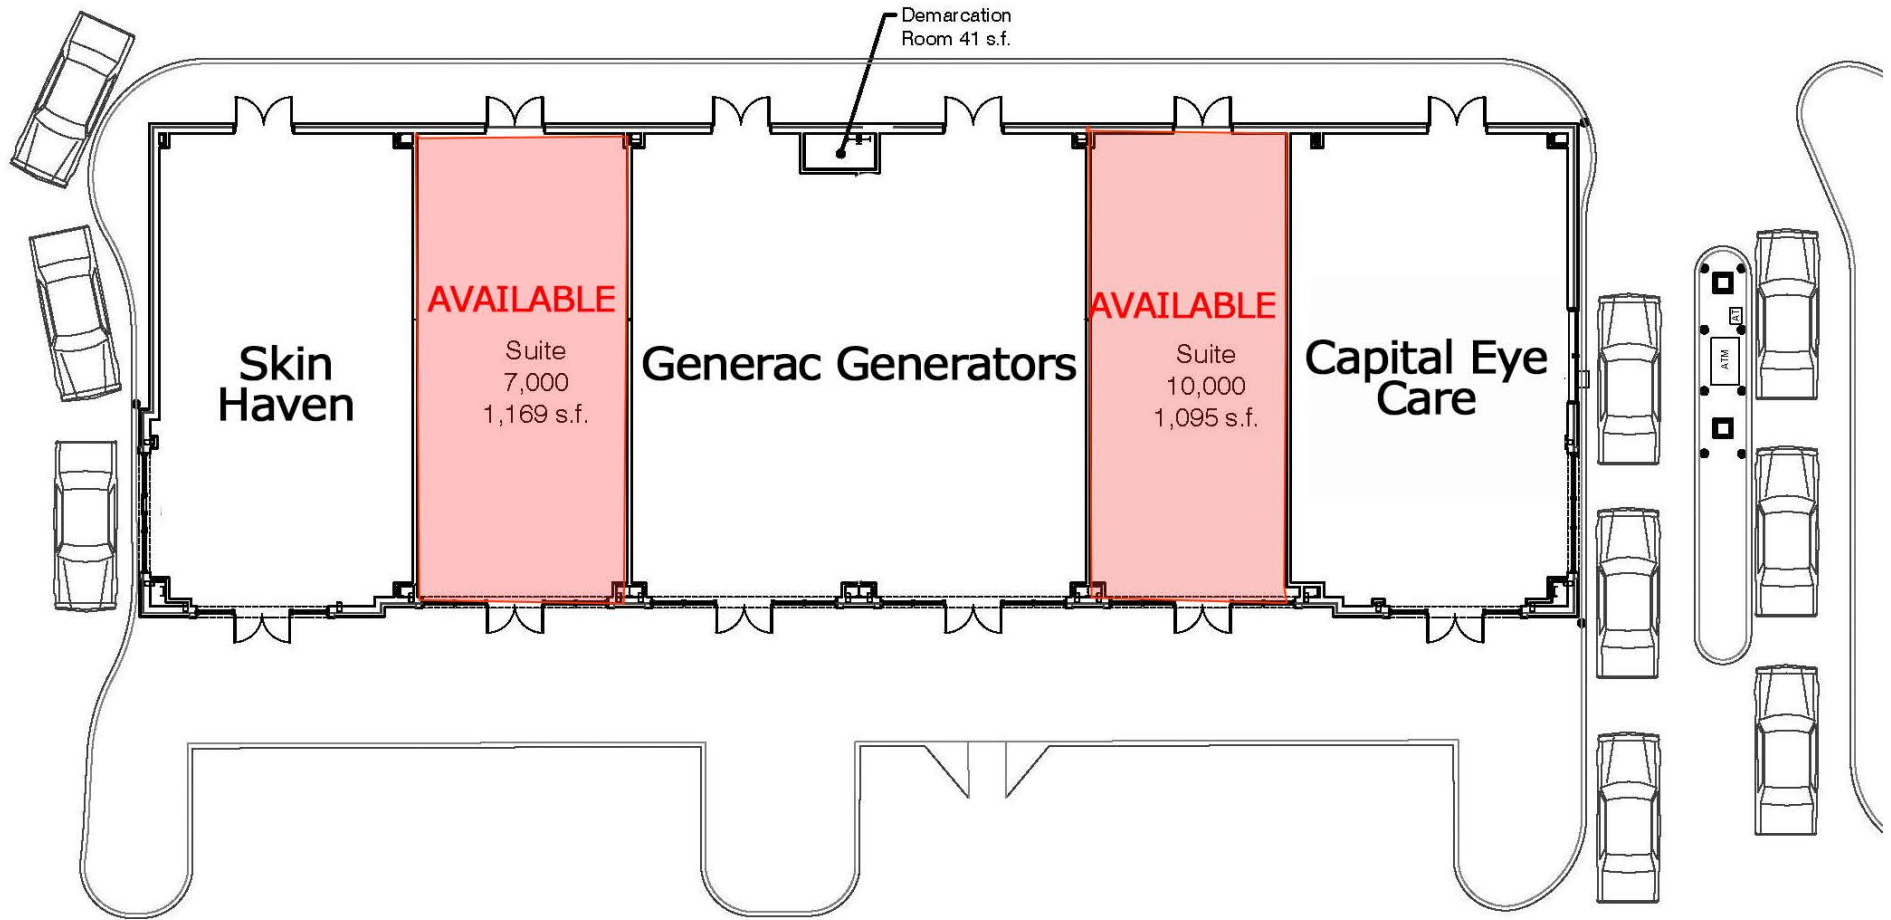 Demarcation
Room 41 s.f.
Skin
Haven
AVAILABLE
Suite
7,000
1,169 s.f.
Generac Generators
AVAILABLE
Suite
10,000
1,095 s.f.
Capital Eye
Care
AT
ATM